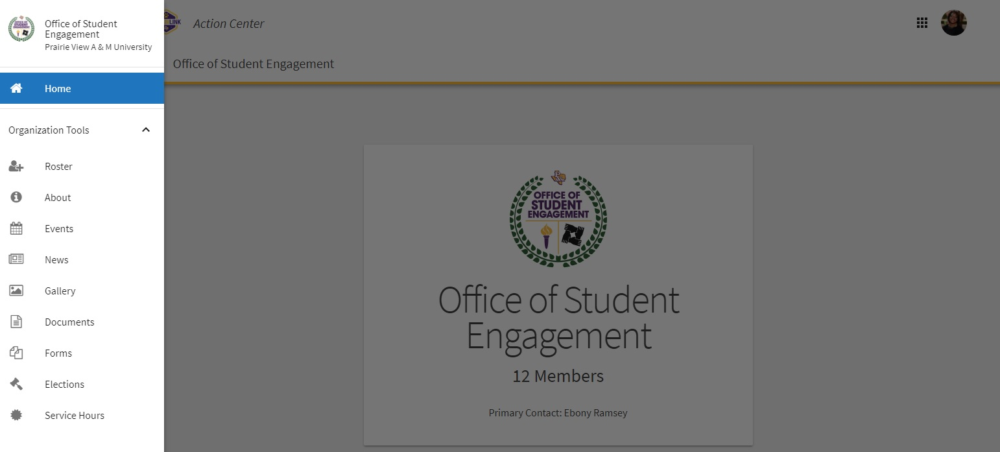 Office of Student
Engagement
Prairie View A & M University
Home
Organization Tools
Roster
About
Events
News
Gallery
Documents
Forms
Elections
Service Hours
LINK
Action Center
Office of Student Engagement
PV
OFFICE OF
STUDENT
ENGAGEMENT
Office of Student
Engagement
12 Members
Primary Contact: Ebony Ramsey